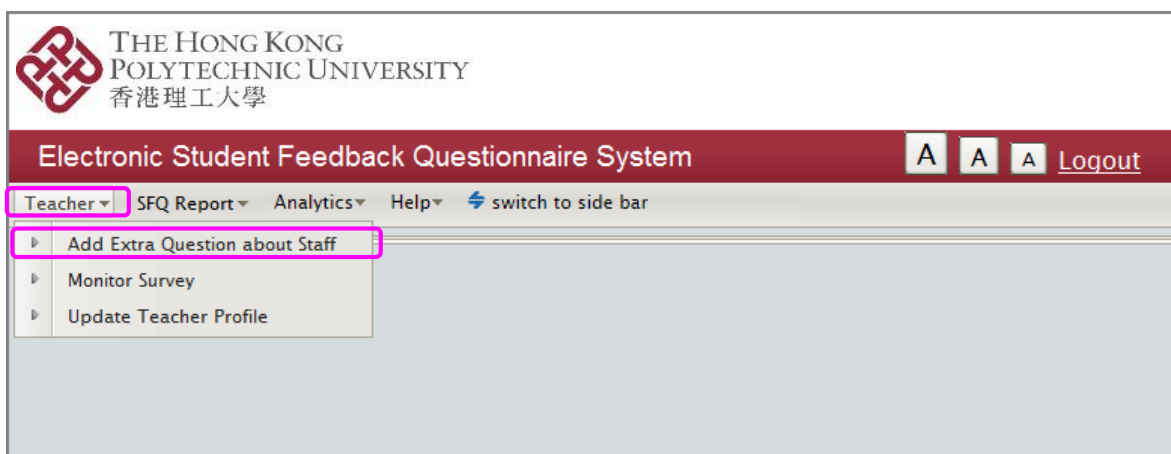 THE HONG KONG
POLYTECHNIC UNIVERSITY
香港理工大學
Electronic Student Feedback Questionnaire System A A A Logout
Teacher SFQ Report Analytics Help switch to side bar
Add Extra Question about Staff
Monitor Survey
Update Teacher Profile